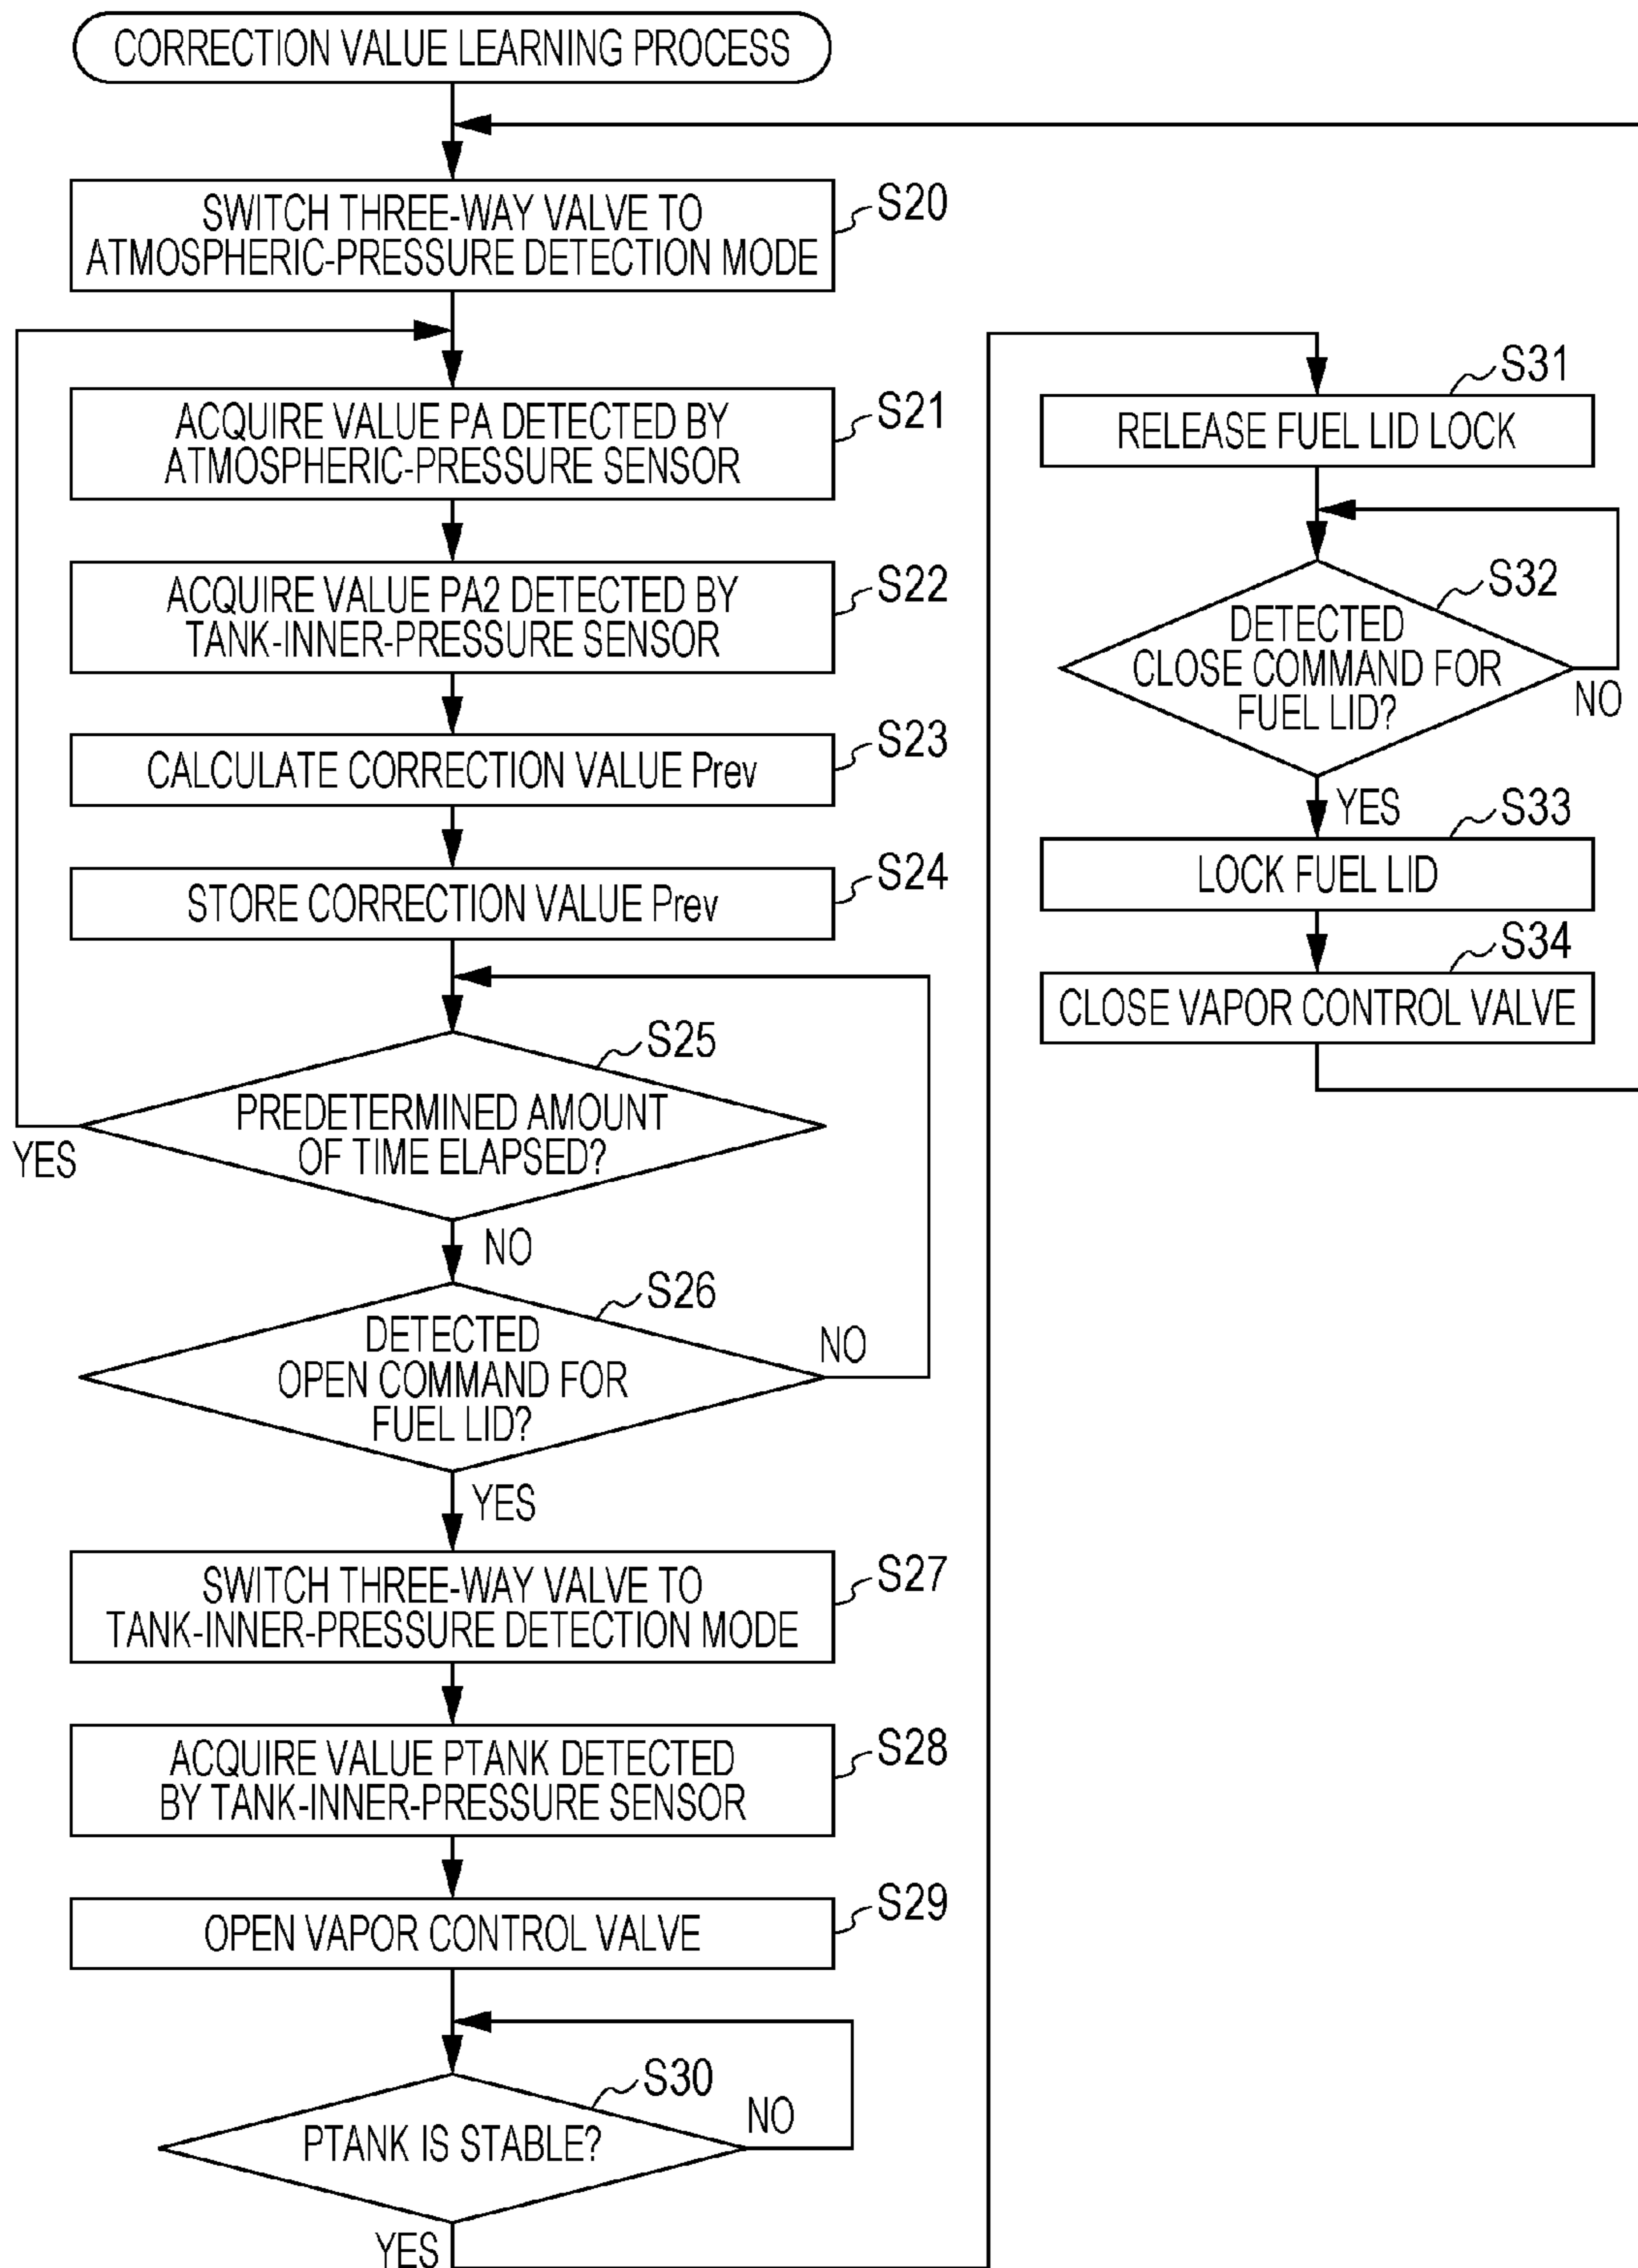 CORRECTION VALUE LEARNING PROCESS
SWITCH THREE-WAY VALVE TO
ATMOSPHERIC-PRESSURE DETECTION MODE
S20
ACQUIRE VALUE PA DETECTED BY
ATMOSPHERIC-PRESSURE SENSOR
S21
ACQUIRE VALUE PA2 DETECTED BY
TANK-INNER-PRESSURE SENSOR
S22
CALCULATE CORRECTION VALUE Prev
S23
STORE CORRECTION VALUE Prev
S24
S25
PREDETERMINED AMOUNT
OF TIME ELAPSED?
YES
NO
S26
DETECTED
OPEN COMMAND FOR
FUEL LID?
NO
YES
SWITCH THREE-WAY VALVE TO
TANK-INNER-PRESSURE DETECTION MODE
S27
ACQUIRE VALUE PTANK DETECTED
BY TANK-INNER-PRESSURE SENSOR
S28
OPEN VAPOR CONTROL VALVE
S29
S30
PTANK IS STABLE?
NO
YES
S31
RELEASE FUEL LID LOCK
S32
DETECTED
CLOSE COMMAND FOR
FUEL LID?
NO
YES
S33
LOCK FUEL LID
S34
CLOSE VAPOR CONTROL VALVE